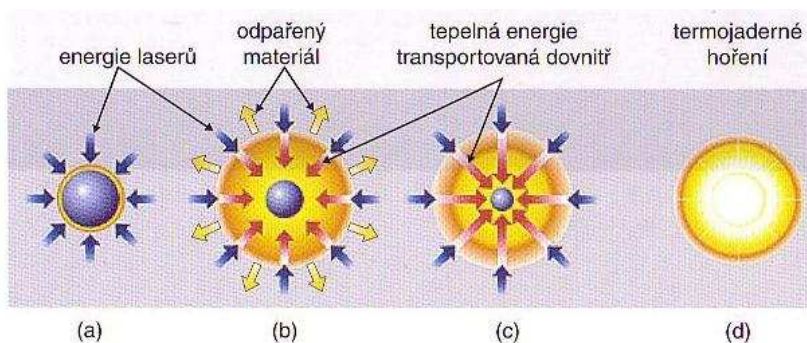 energie laserů
odpařený
materiál
tepelná energie
transportovaná dovnitř
termojaderné
hoření
(a)
(b)
(c)
(d)